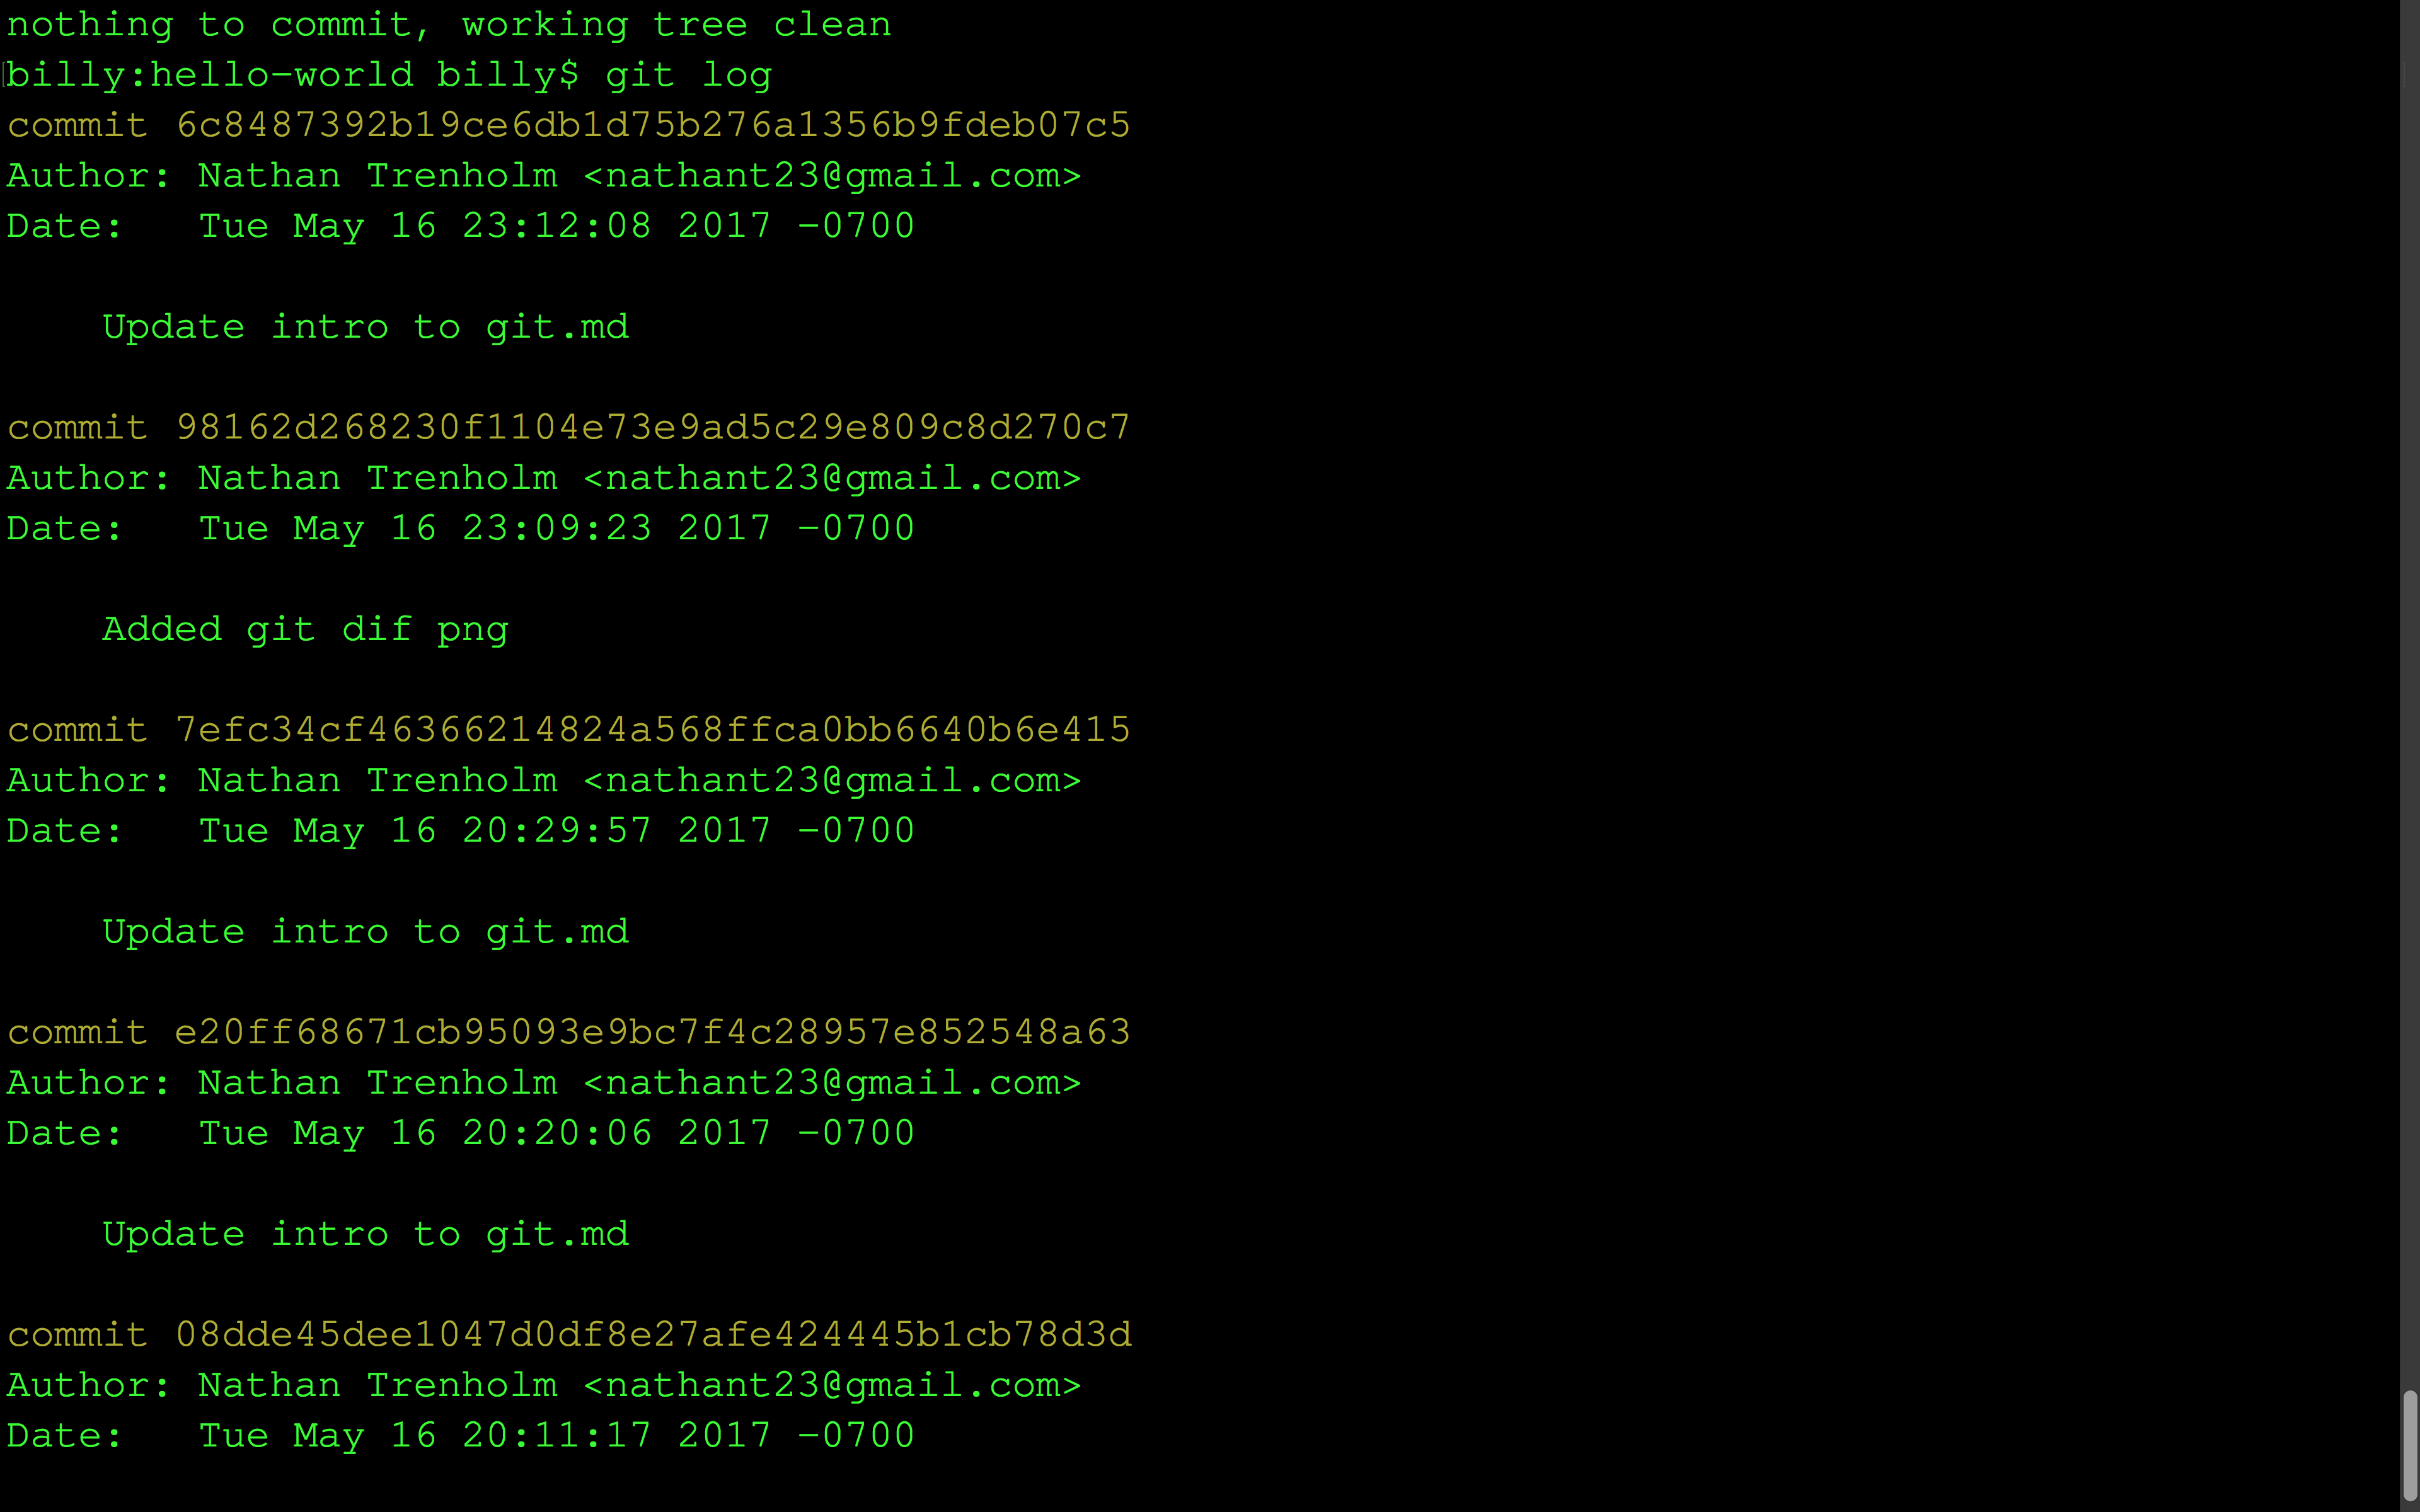 nothing to commit, working tree clean
billy:hello-world billy$ git log
commit 6c8487392b19ce6db1d75b276a1356b9fdeb07c5
Author: Nathan Trenholm <nathant23@gmail.com>
Date:   Tue May 16 23:12:08 2017 -0700
    Update intro to git.md
commit 98162d268230f1104e73e9ad5c29e809c8d270c7
Author: Nathan Trenholm <nathant23@gmail.com>
Date:   Tue May 16 23:09:23 2017 -0700
    Added git dif png
commit 7efc34cf46366214824a568ffca0bb6640b6e415
Author: Nathan Trenholm <nathant23@gmail.com>
Date:   Tue May 16 20:29:57 2017 -0700
    Update intro to git.md
commit e20ff68671cb95093e9bc7f4c28957e852548a63
Author: Nathan Trenholm <nathant23@gmail.com>
Date:   Tue May 16 20:20:06 2017 -0700
    Update intro to git.md
commit 08dde45dee1047d0df8e27afe424445b1cb78d3d
Author: Nathan Trenholm <nathant23@gmail.com>
Date:   Tue May 16 20:11:17 2017 -0700